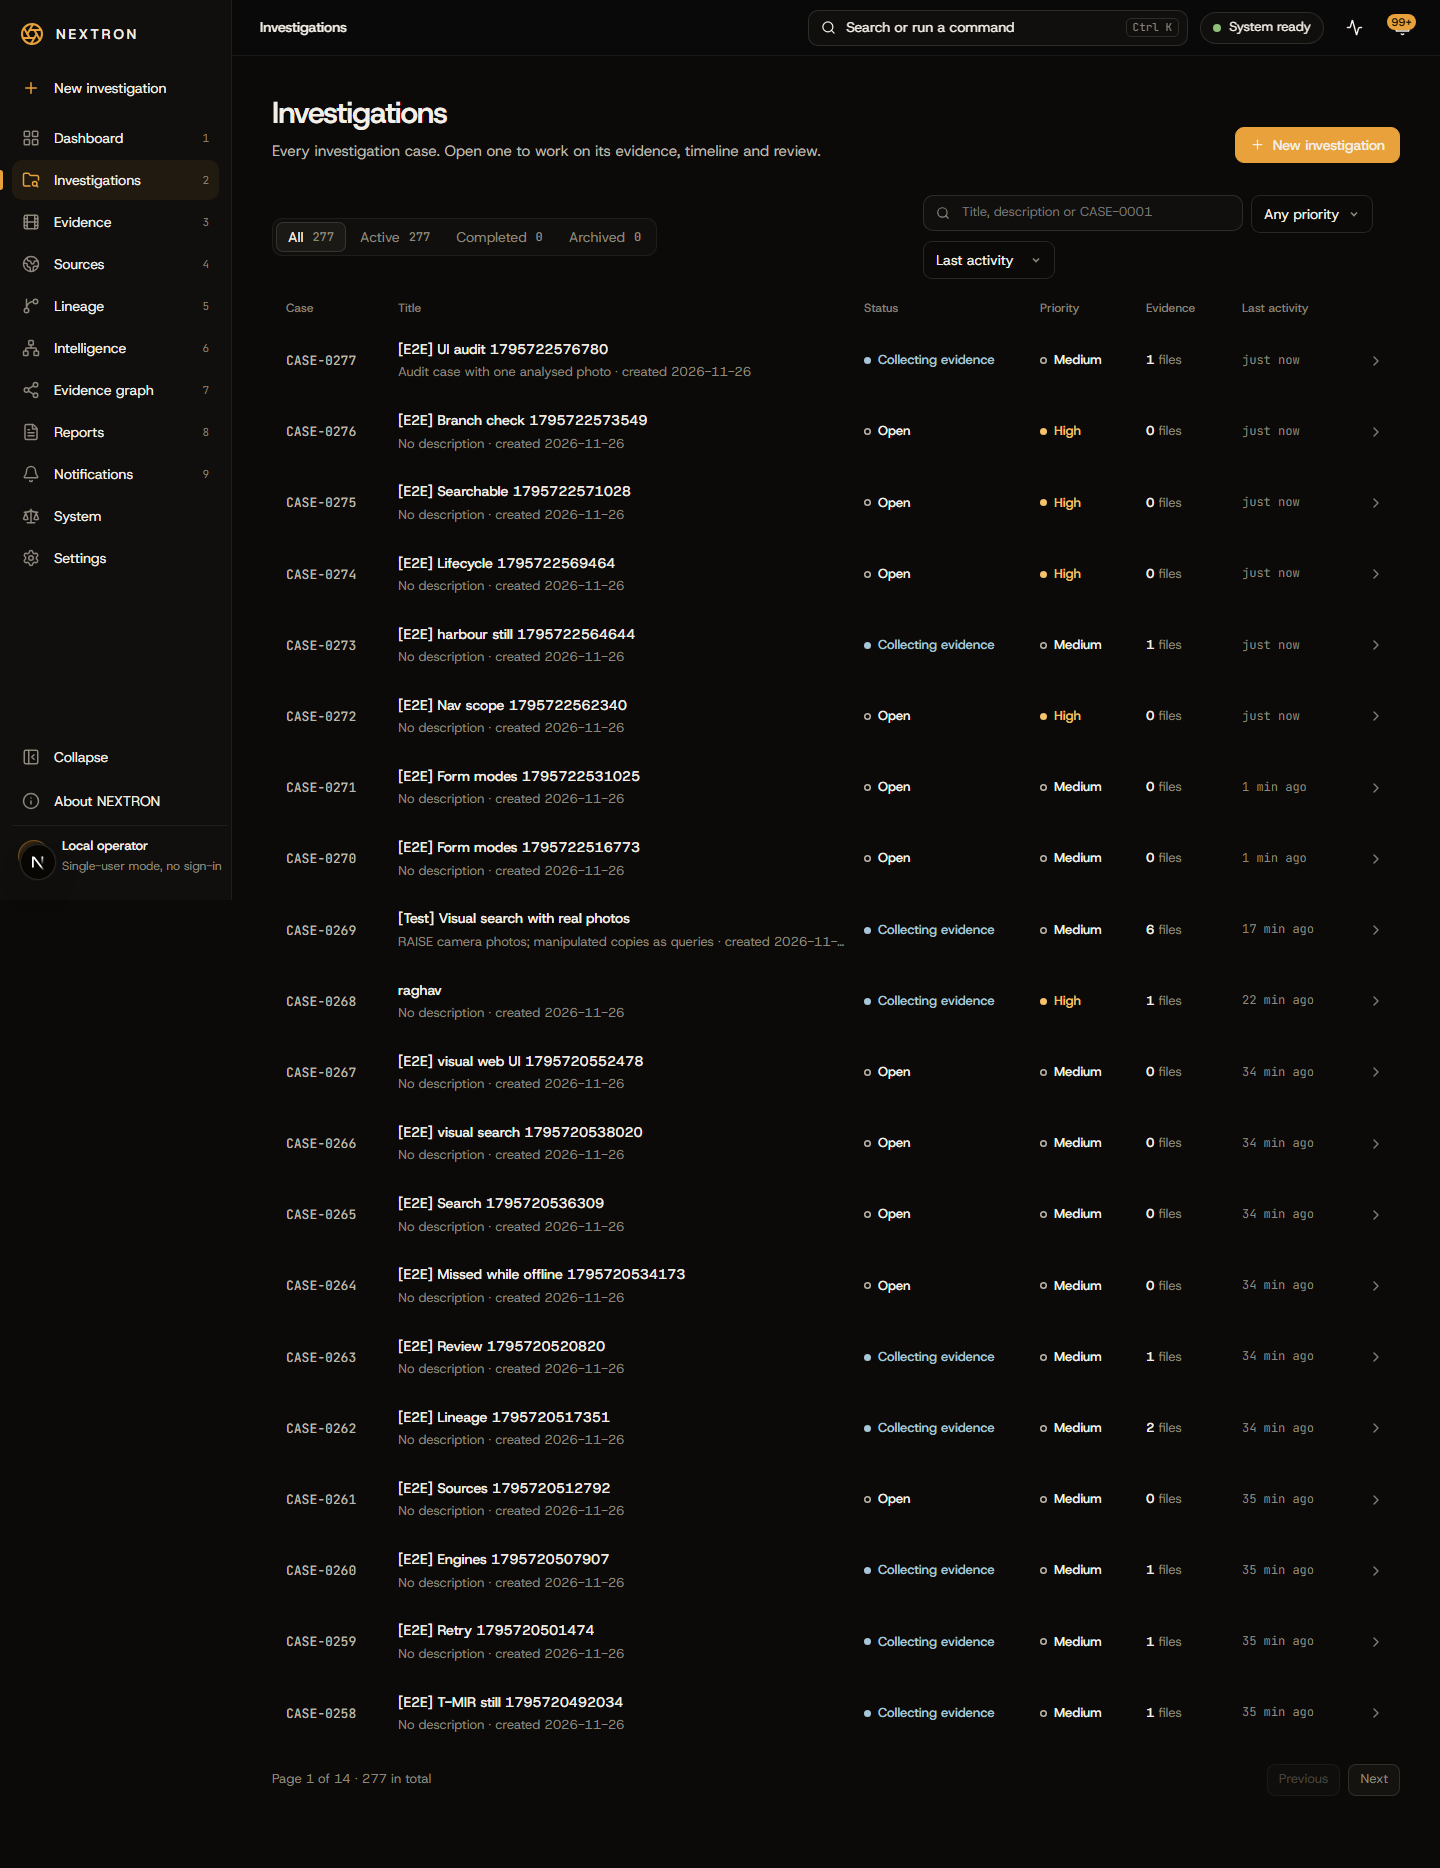 NEXTRON
New investigation
Dashboard 1
Investigations 2
Evidence 3
Sources 4
Lineage 5
Intelligence 6
Evidence graph 7
Reports 8
Notifications 9
System
Settings
Collapse
About NEXTRON
N
Local operator
Single-user mode, no sign-in
Investigations
Search or run a command Ctrl K
System ready
99+
Investigations
Every investigation case. Open one to work on its evidence, timeline and review.
New investigation
All 277 Active 277 Completed 0 Archived 0
Title, description or CASE-0001
Any priority
Last activity
Case Title Status Priority Evidence Last activity
CASE-0277 [E2E] UI audit 1795722576780 Collecting evidence Medium 1 files just now
Audit case with one analysed photo · created 2026-11-26
CASE-0276 [E2E] Branch check 1795722573549 Open High 0 files just now
No description · created 2026-11-26
CASE-0275 [E2E] Searchable 1795722571028 Open High 0 files just now
No description · created 2026-11-26
CASE-0274 [E2E] Lifecycle 1795722569464 Open High 0 files just now
No description · created 2026-11-26
CASE-0273 [E2E] harbour still 1795722564644 Collecting evidence Medium 1 files just now
No description · created 2026-11-26
CASE-0272 [E2E] Nav scope 1795722562340 Open High 0 files just now
No description · created 2026-11-26
CASE-0271 [E2E] Form modes 1795722531025 Open Medium 0 files 1 min ago
No description · created 2026-11-26
CASE-0270 [E2E] Form modes 1795722516773 Open Medium 0 files 1 min ago
No description · created 2026-11-26
CASE-0269 [Test] Visual search with real photos Collecting evidence Medium 6 files 17 min ago
RAISE camera photos; manipulated copies as queries · created 2026-11-…
CASE-0268 raghav Collecting evidence High 1 files 22 min ago
No description · created 2026-11-26
CASE-0267 [E2E] visual web UI 1795720552478 Open Medium 0 files 34 min ago
No description · created 2026-11-26
CASE-0266 [E2E] visual search 1795720538020 Open Medium 0 files 34 min ago
No description · created 2026-11-26
CASE-0265 [E2E] Search 1795720536309 Open Medium 0 files 34 min ago
No description · created 2026-11-26
CASE-0264 [E2E] Missed while offline 1795720534173 Open Medium 0 files 34 min ago
No description · created 2026-11-26
CASE-0263 [E2E] Review 1795720520820 Collecting evidence Medium 1 files 34 min ago
No description · created 2026-11-26
CASE-0262 [E2E] Lineage 1795720517351 Collecting evidence Medium 2 files 34 min ago
No description · created 2026-11-26
CASE-0261 [E2E] Sources 1795720512792 Open Medium 0 files 35 min ago
No description · created 2026-11-26
CASE-0260 [E2E] Engines 1795720507907 Collecting evidence Medium 1 files 35 min ago
No description · created 2026-11-26
CASE-0259 [E2E] Retry 1795720501474 Collecting evidence Medium 1 files 35 min ago
No description · created 2026-11-26
CASE-0258 [E2E] T-MIR still 1795720492034 Collecting evidence Medium 1 files 35 min ago
No description · created 2026-11-26
Page 1 of 14 · 277 in total
Previous Next